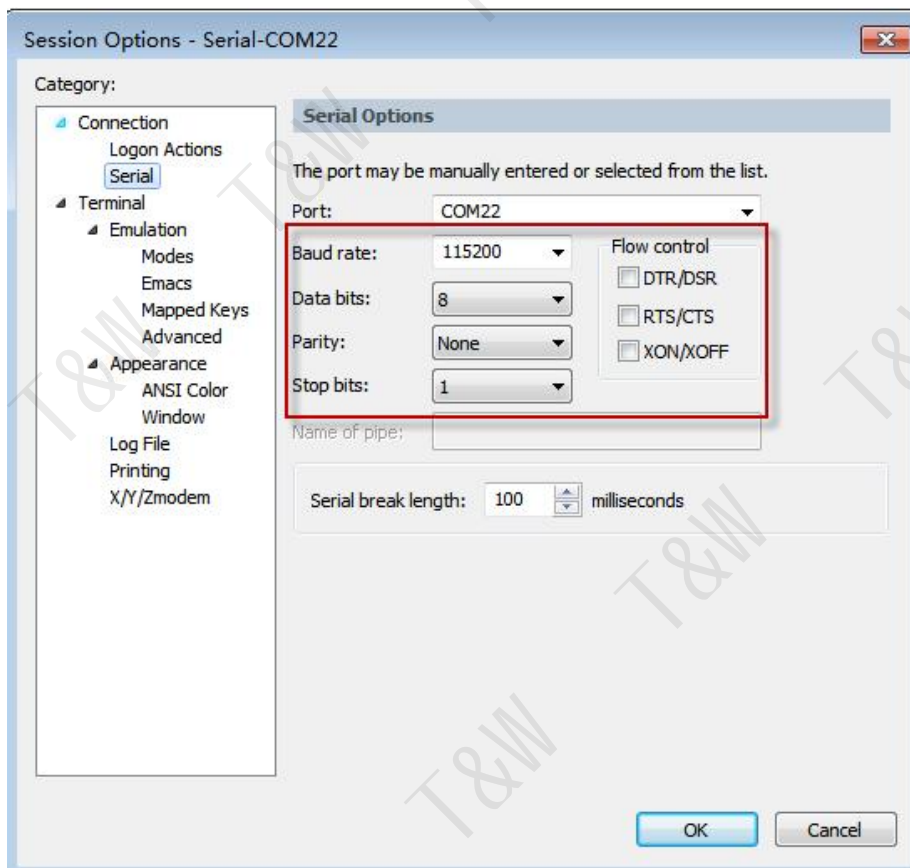 Session Options - Serial-COM22
Category:
Connection
Logon Actions
Serial
Terminal
Emulation
Modes
Emacs
Mapped Keys
Advanced
Appearance
ANSI Color
Window
Log File
Printing
X/Y/Zmodem
Serial Options
The port may be manually entered or selected from the list.
Port: COM22
Baud rate: 115200
Data bits: 8
Parity: None
Stop bits: 1
Flow control
DTR/DSR
RTS/CTS
XON/XOFF
Name of pipe:
Serial break length: 100 milliseconds
OK Cancel
T&W
T&W
T&W
T&W
T&W